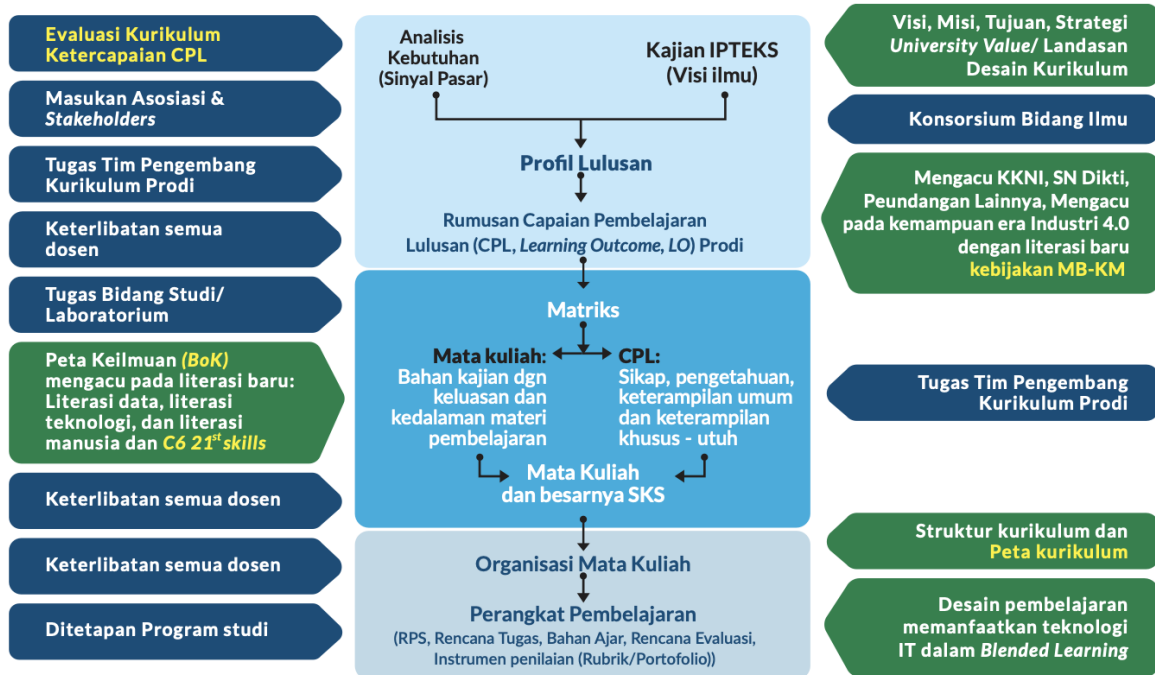 Evaluasi Kurikulum
Ketercapaian CPL
Masukan Asosiasi &
Stakeholders
Tugas Tim Pengembang
Kurikulum Prodi
Keterlibatan semua
dosen
Tugas Bidang Studi/
Laboratorium
Peta Keilmuan (BoK)
mengacu pada literasi baru:
Literasi data, literasi
teknologi, dan literasi
manusia dan C6 21st skills
Keterlibatan semua dosen
Keterlibatan semua dosen
Ditetapan Program studi
Analisis
Kebutuhan
(Sinyal Pasar)
Kajian IPTEKS
(Visi ilmu)
Profil Lulusan
Rumusan Capaian Pembelajaran
Lulusan (CPL, Learning Outcome, LO) Prodi
Matriks
Mata kuliah:
Bahan kajian dgn
keluasan dan
kedalaman materi
pembelajaran
CPL:
Sikap, pengetahuan,
keterampilan umum
dan keterampilan
khusus - utuh
Mata Kuliah
dan besarnya SKS
Organisasi Mata Kuliah
Perangkat Pembelajaran
(RPS, Rencana Tugas, Bahan Ajar, Rencana Evaluasi,
Instrumen penilaian (Rubrik/Portofolio))
Visi, Misi, Tujuan, Strategi
University Value/ Landasan
Desain Kurikulum
Konsorsium Bidang Ilmu
Mengacu KKNI, SN Dikti,
Peundangan Lainnya, Mengacu
pada kemampuan era Industri 4.0
dengan literasi baru
kebijakan MB-KM
Tugas Tim Pengembang
Kurikulum Prodi
Struktur kurikulum dan
Peta kurikulum
Desain pembelajaran
memanfaatkan teknologi
IT dalam Blended Learning